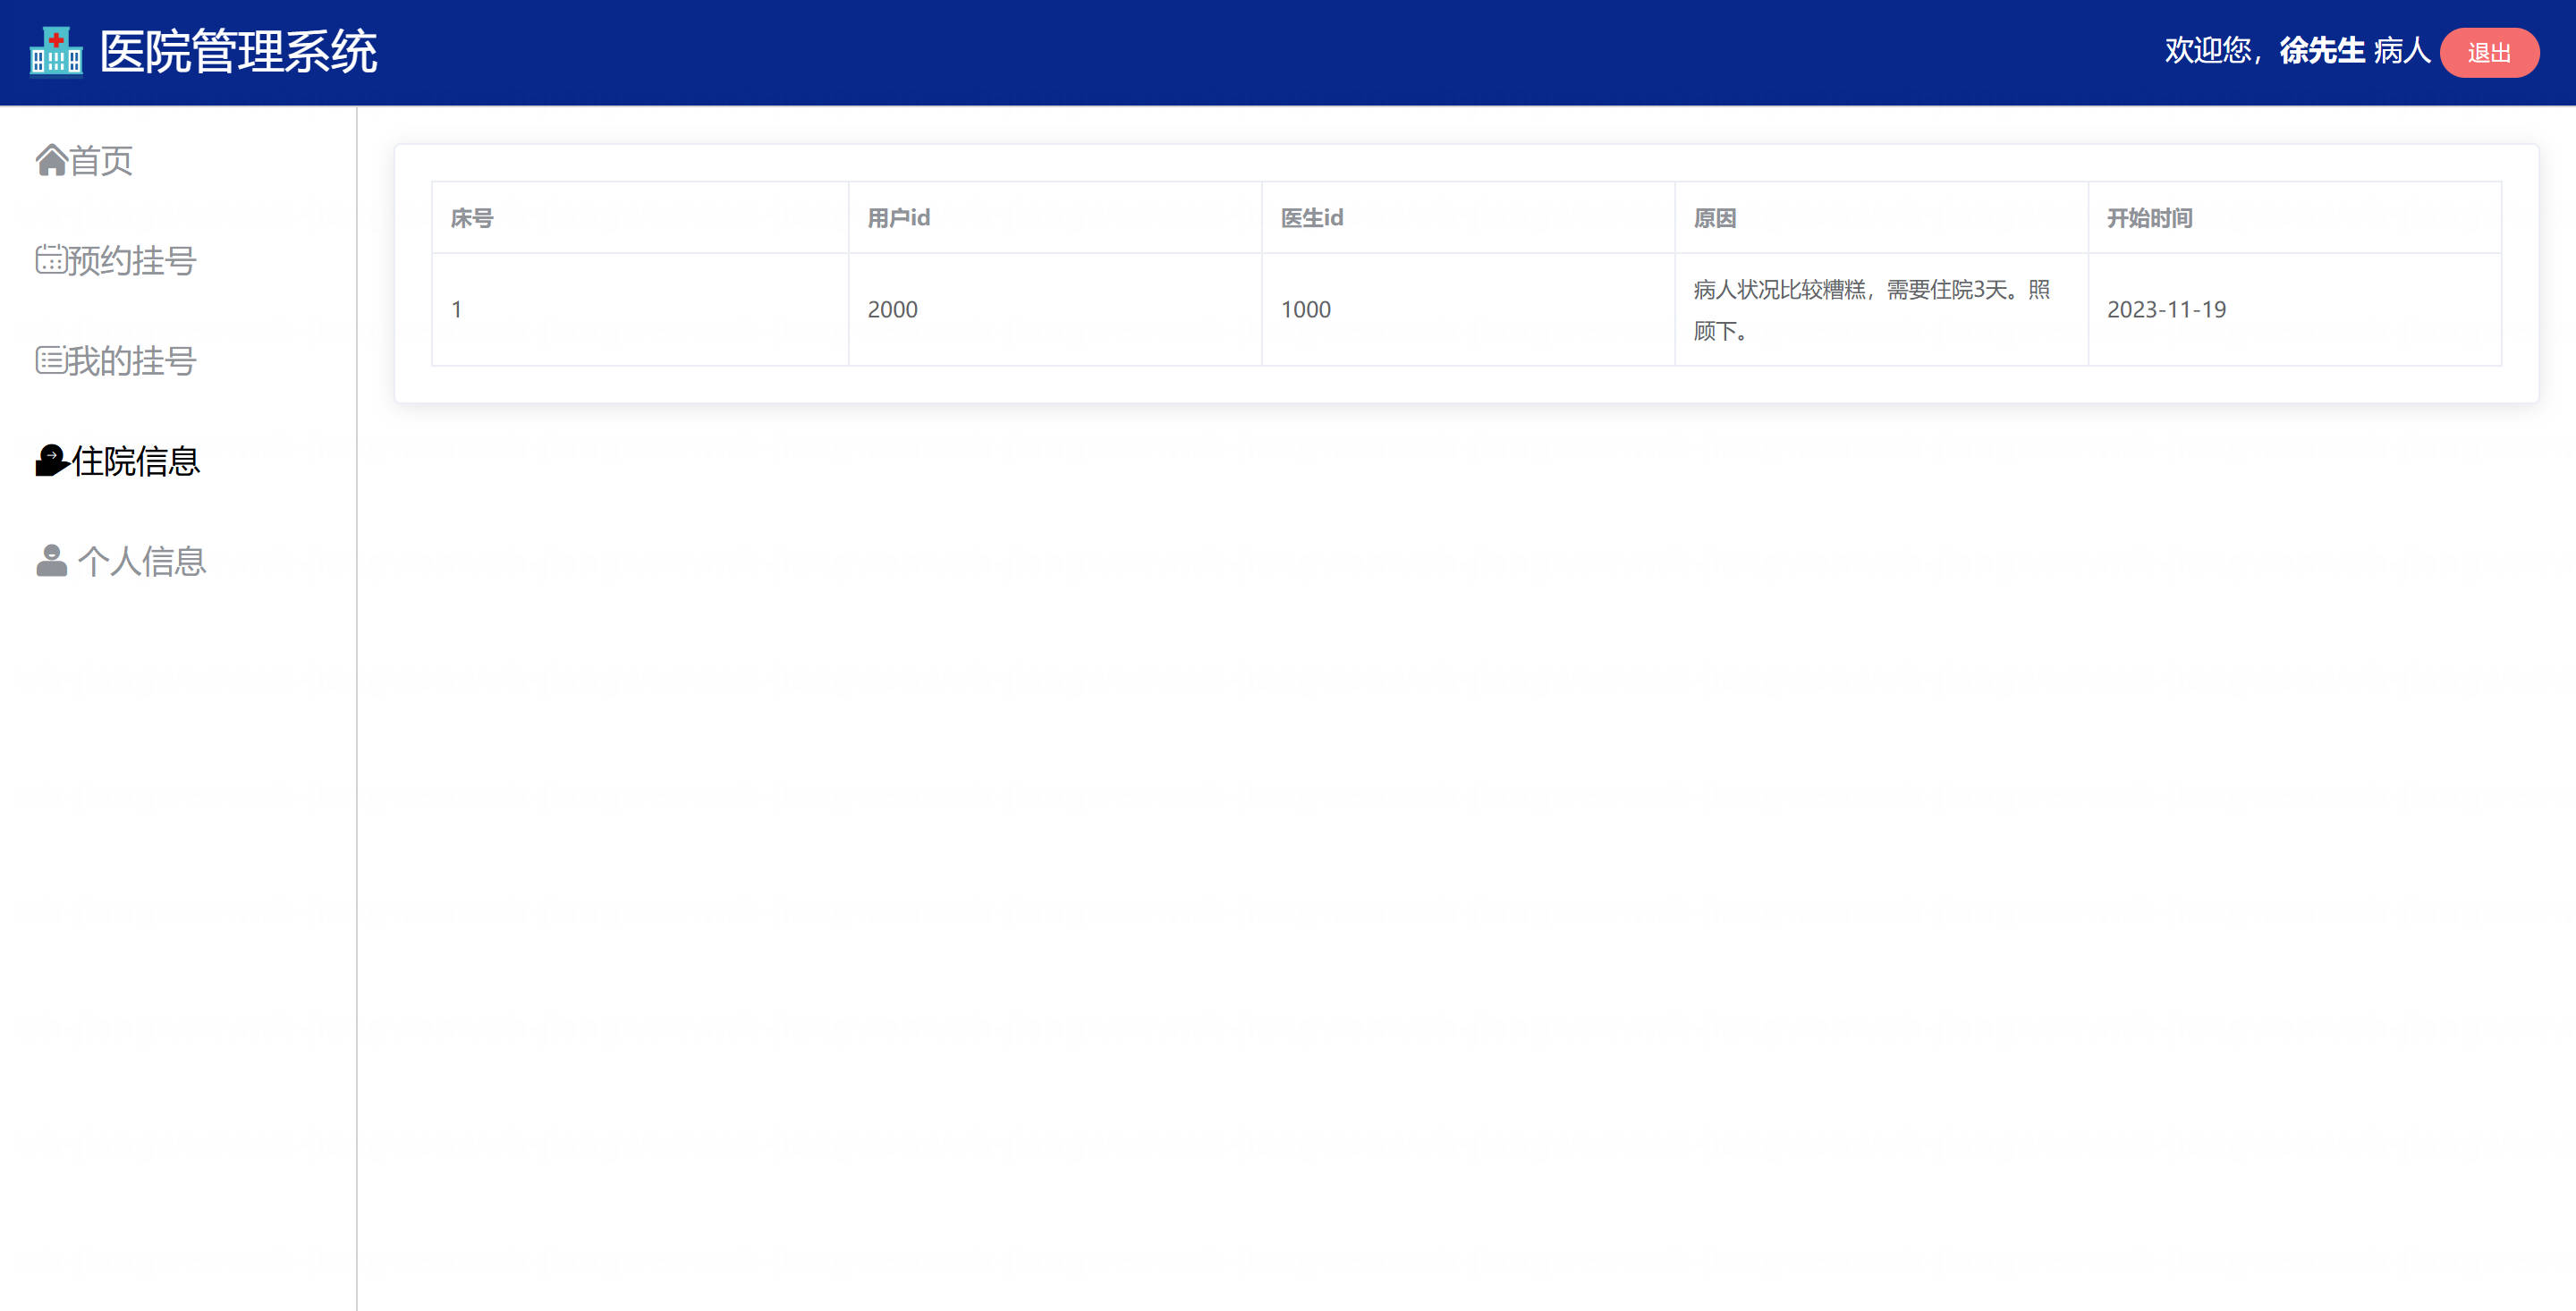 医院管理系统
欢迎您，徐先生 病人 退出
首页
预约挂号
我的挂号
住院信息
个人信息
床号 用户id 医生id 原因 开始时间
1 2000 1000 病人状况比较糟糕，需要住院3天。照 2023-11-19
顾下。